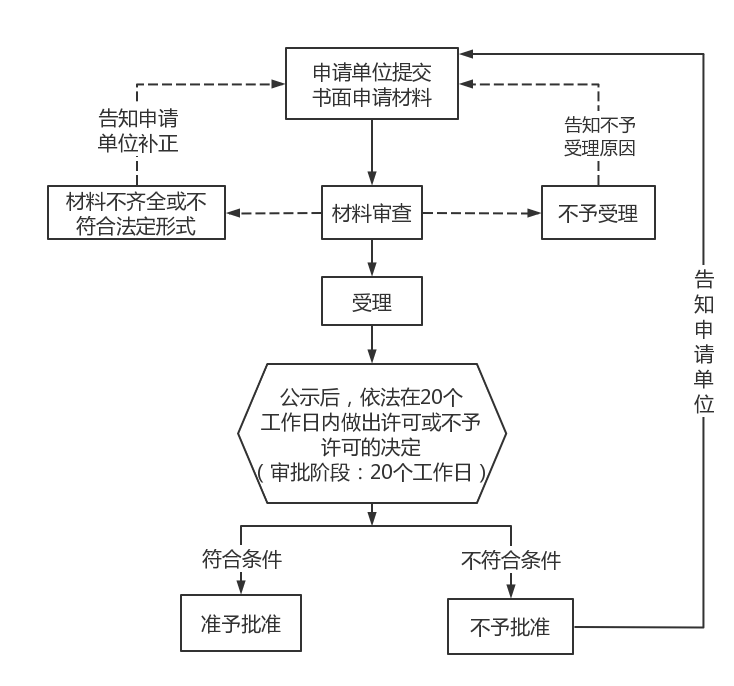 申请单位提交
书面申请材料
告知申请
单位补正
告知不予
受理原因
材料不齐全或不
符合法定形式
材料审查
不予受理
受理
告知申请单位
公示后，依法在20个
工作日内做出许可或不予
许可的决定
（审批阶段：20个工作日）
符合条件
不符合条件
准予批准
不予批准